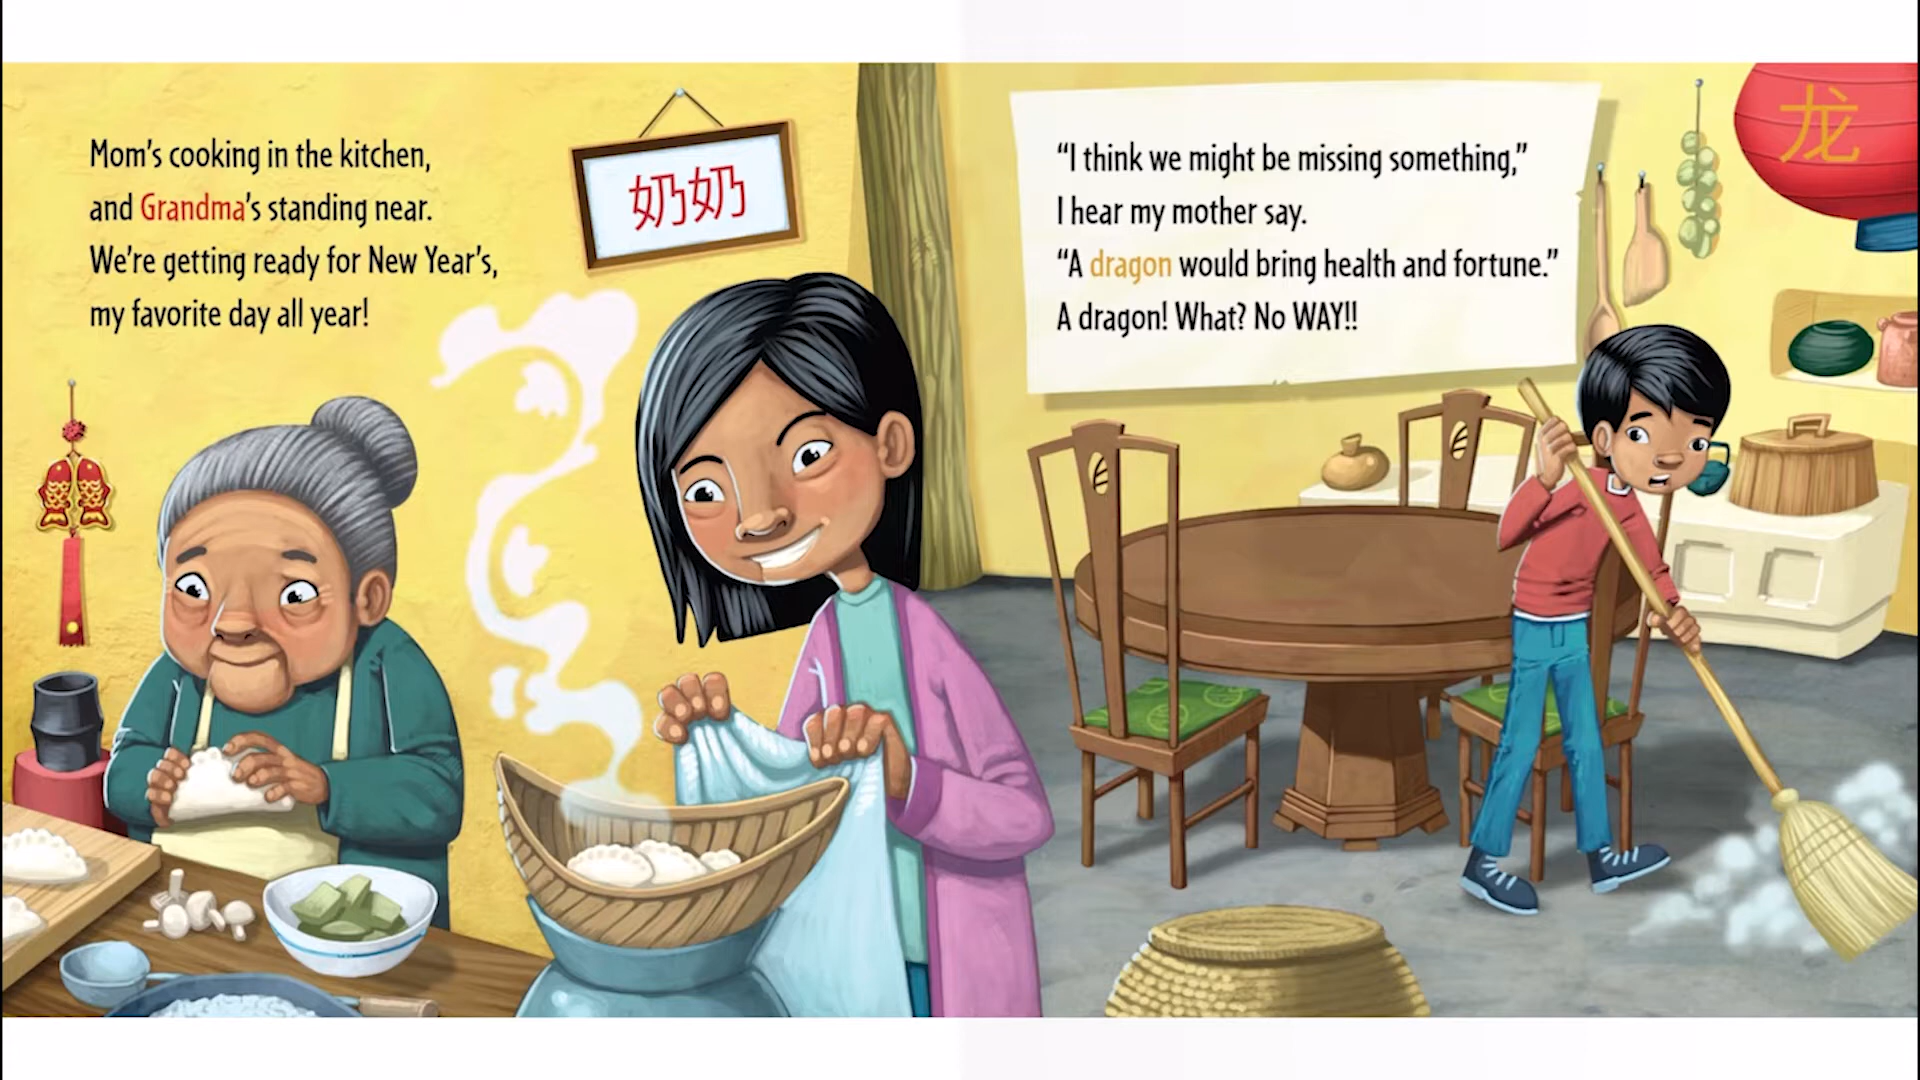 Mom's cooking in the kitchen,
and Grandma's standing near.
We're getting ready for New Year's,
my favorite day all year!
奶奶
“I think we might be missing something,”
I hear my mother say.
“A dragon would bring health and fortune.”
A dragon! What? No WAY!!
龙